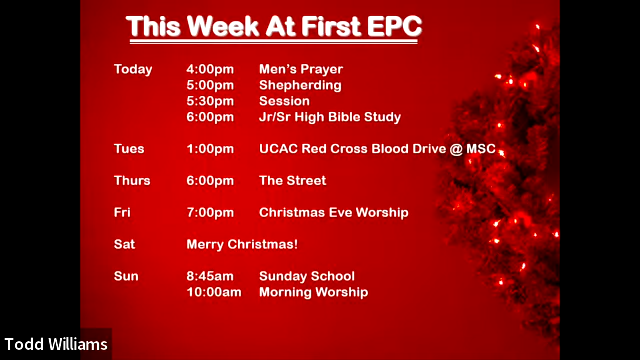 This Week At First EPC
Today 4:00pm Men's Prayer
5:00pm Shepherding
5:30pm Session
6:00pm Jr/Sr High Bible Study
Tues 1:00pm UCAC Red Cross Blood Drive @ MSC
Thurs 6:00pm The Street
Fri 7:00pm Christmas Eve Worship
Sat Merry Christmas!
Sun 8:45am Sunday School
10:00am Morning Worship
Todd Williams